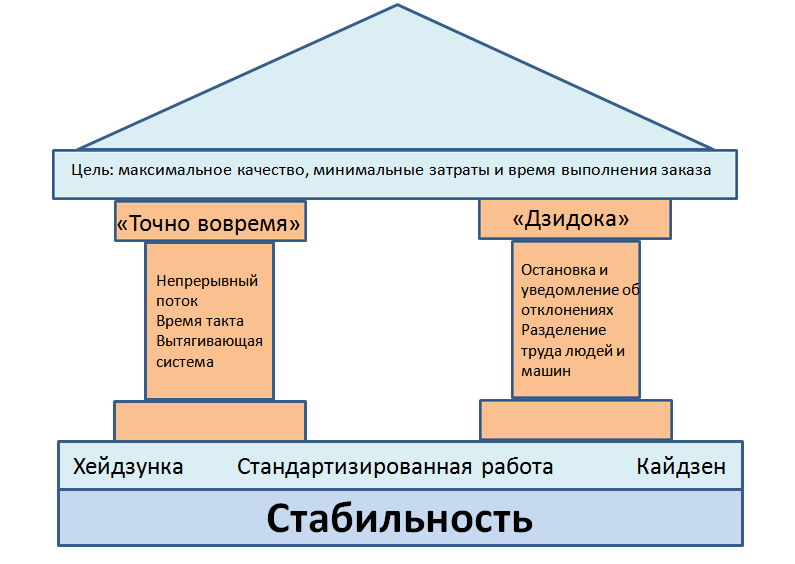 Цель: максимальное качество, минимальные затраты и время выполнения заказа
«Точно вовремя»
Непрерывный
поток
Время такта
Вытягивающая
система
«Дзидока»
Остановка и
уведомление об
отклонениях
Разделение
труда людей и
машин
Хейдзунка Стандартизированная работа Кайдзен
Стабильность